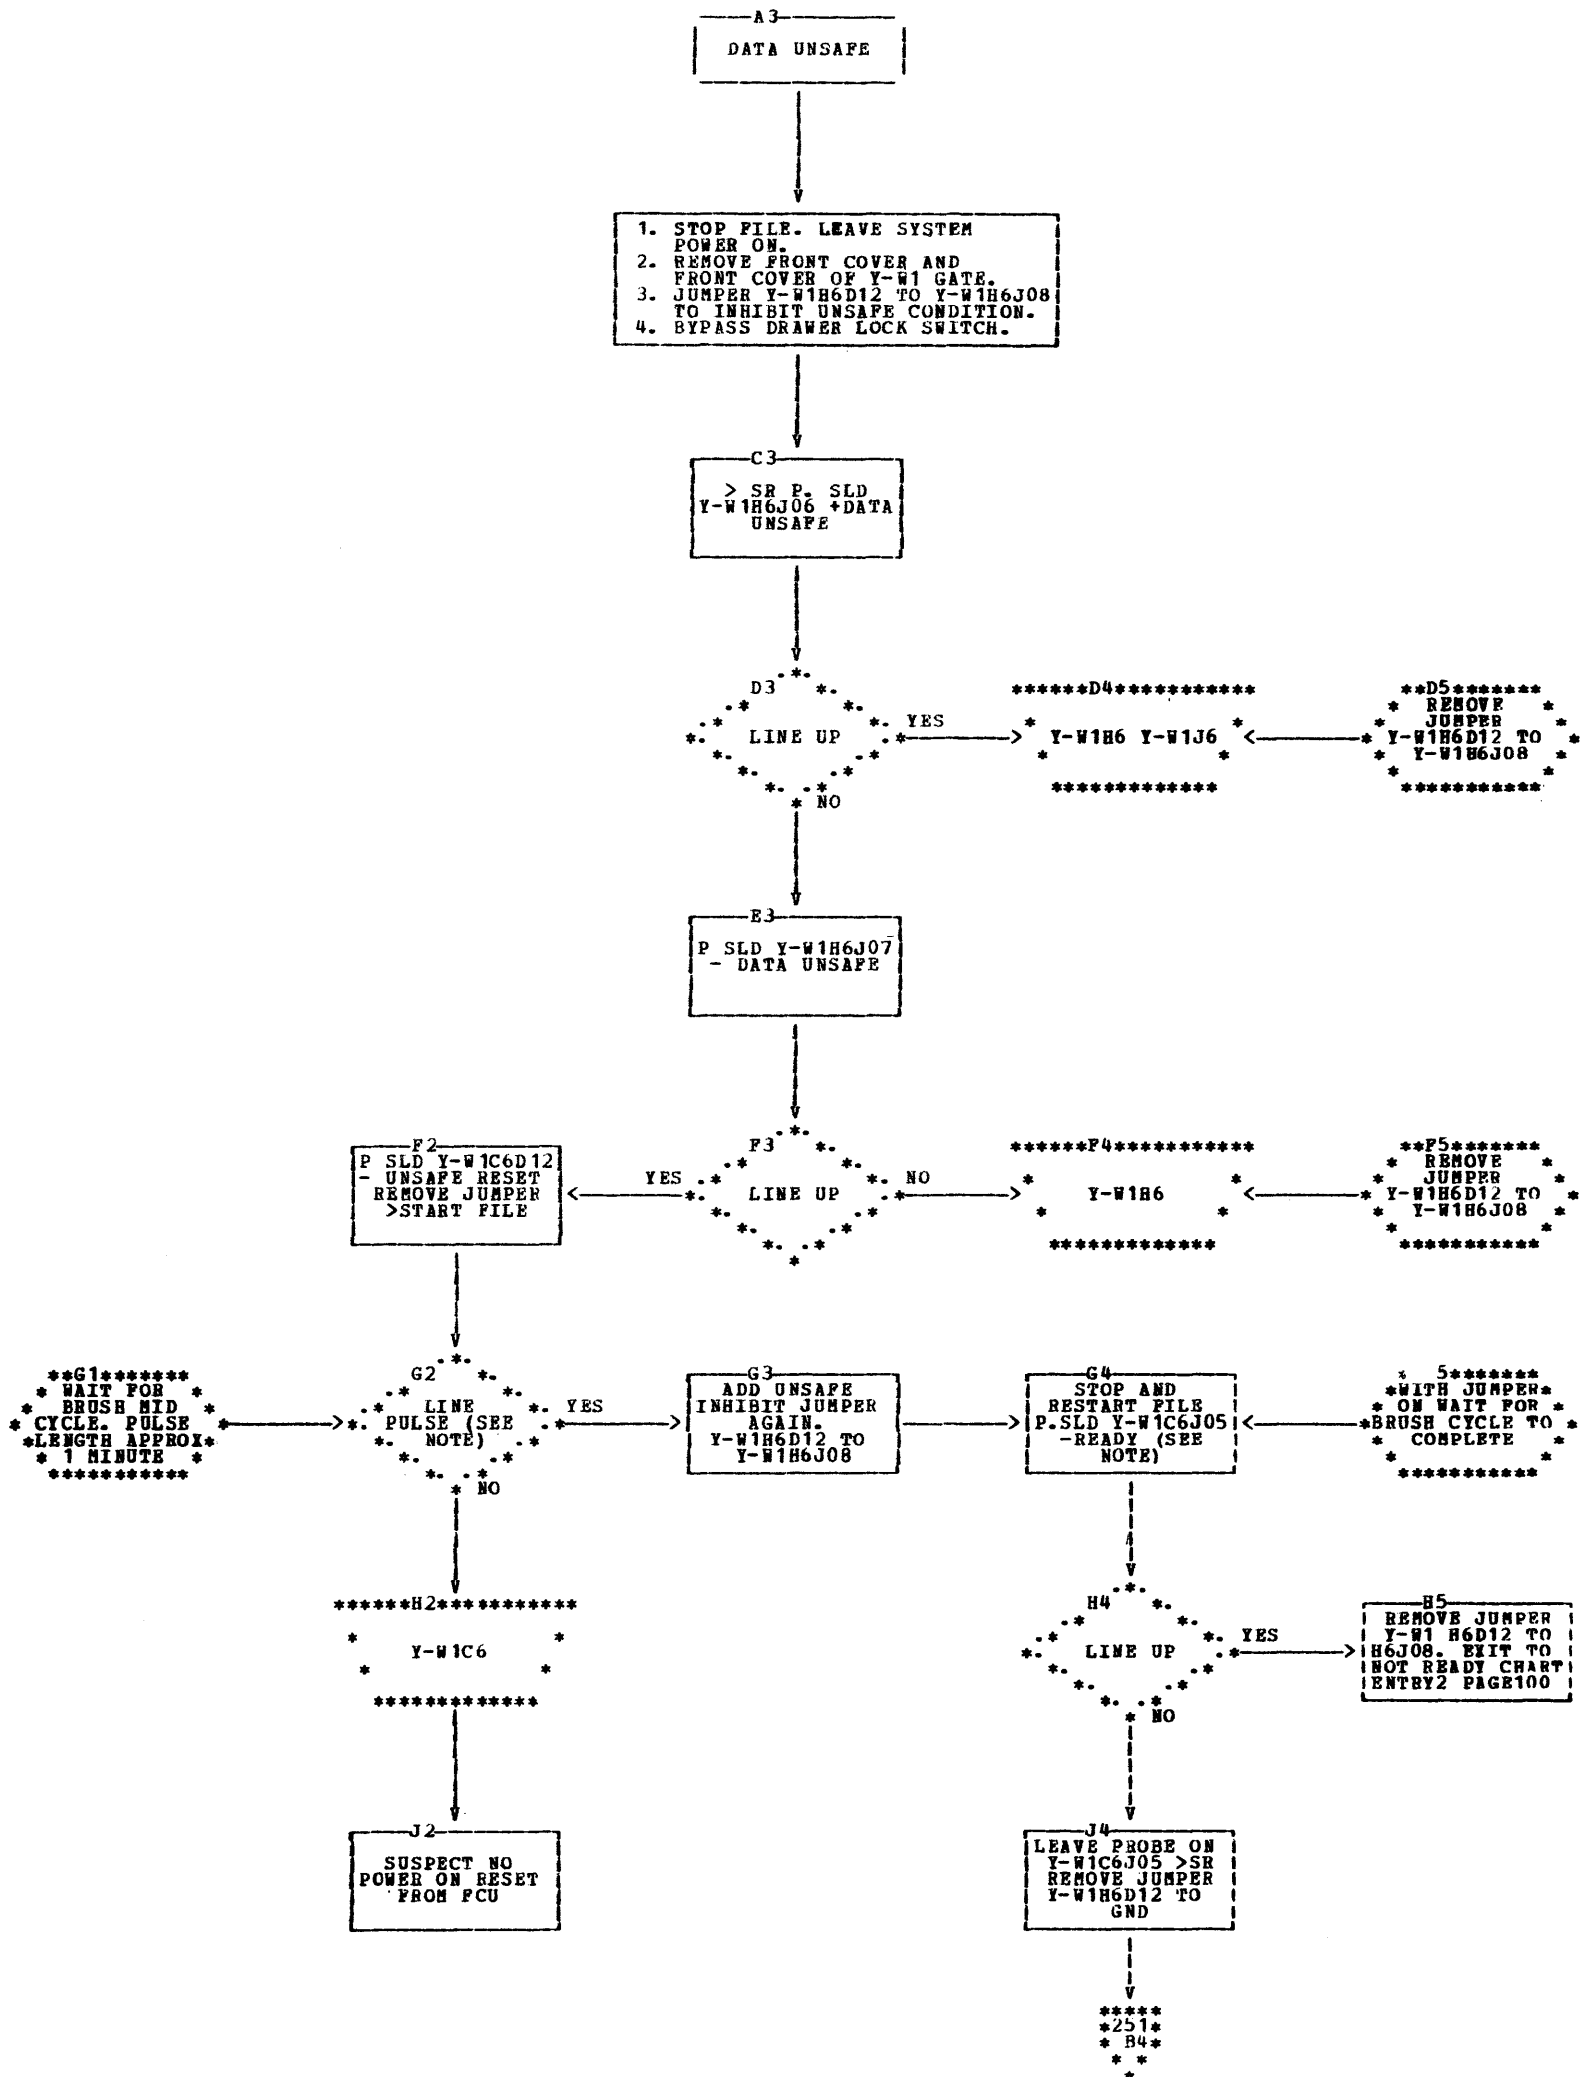 A3
DATA UNSAFE
1. STOP FILE. LEAVE SYSTEM
POWER ON.
2. REMOVE FRONT COVER AND
FRONT COVER OF Y-W1 GATE.
3. JUMPER Y-W1H6D12 TO Y-W1H6J08
TO INHIBIT UNSAFE CONDITION.
4. BYPASS DRAWER LOCK SWITCH.
C3
> SR P. SLD
Y-W1H6J06 +DATA
UNSAFE
D3
LINE UP
YES
NO
D4
Y-W1H6 Y-W1J6
D5
REMOVE
JUMPER
Y-W1H6D12 TO
Y-W1H6J08
E3
P SLD Y-W1H6J07
- DATA UNSAFE
F2
P SLD Y-W1C6D12
- UNSAFE RESET
REMOVE JUMPER
>START FILE
YES
F3
LINE UP
NO
F4
Y-W1H6
F5
REMOVE
JUMPER
Y-W1H6D12 TO
Y-W1H6J08
G1
WAIT FOR
BRUSH MID
CYCLE. PULSE
LENGTH APPROX
1 MINUTE
G2
LINE
PULSE (SEE
NOTE)
YES
NO
G3
ADD UNSAFE
INHIBIT JUMPER
AGAIN.
Y-W1H6D12 TO
Y-W1H6J08
G4
STOP AND
RESTART FILE
P.SLD Y-W1C6J05
-READY (SEE
NOTE)
5
WITH JUMPER
ON WAIT FOR
BRUSH CYCLE TO
COMPLETE
H2
Y-W1C6
H4
LINE UP
YES
NO
H5
REMOVE JUMPER
Y-W1 H6D12 TO
H6J08. EXIT TO
NOT READY CHART
ENTRY2 PAGE100
J2
SUSPECT NO
POWER ON RESET
FROM FCU
J4
LEAVE PROBE ON
Y-W1C6J05 >SR
REMOVE JUMPER
Y-W1H6D12 TO
GND
251
B4